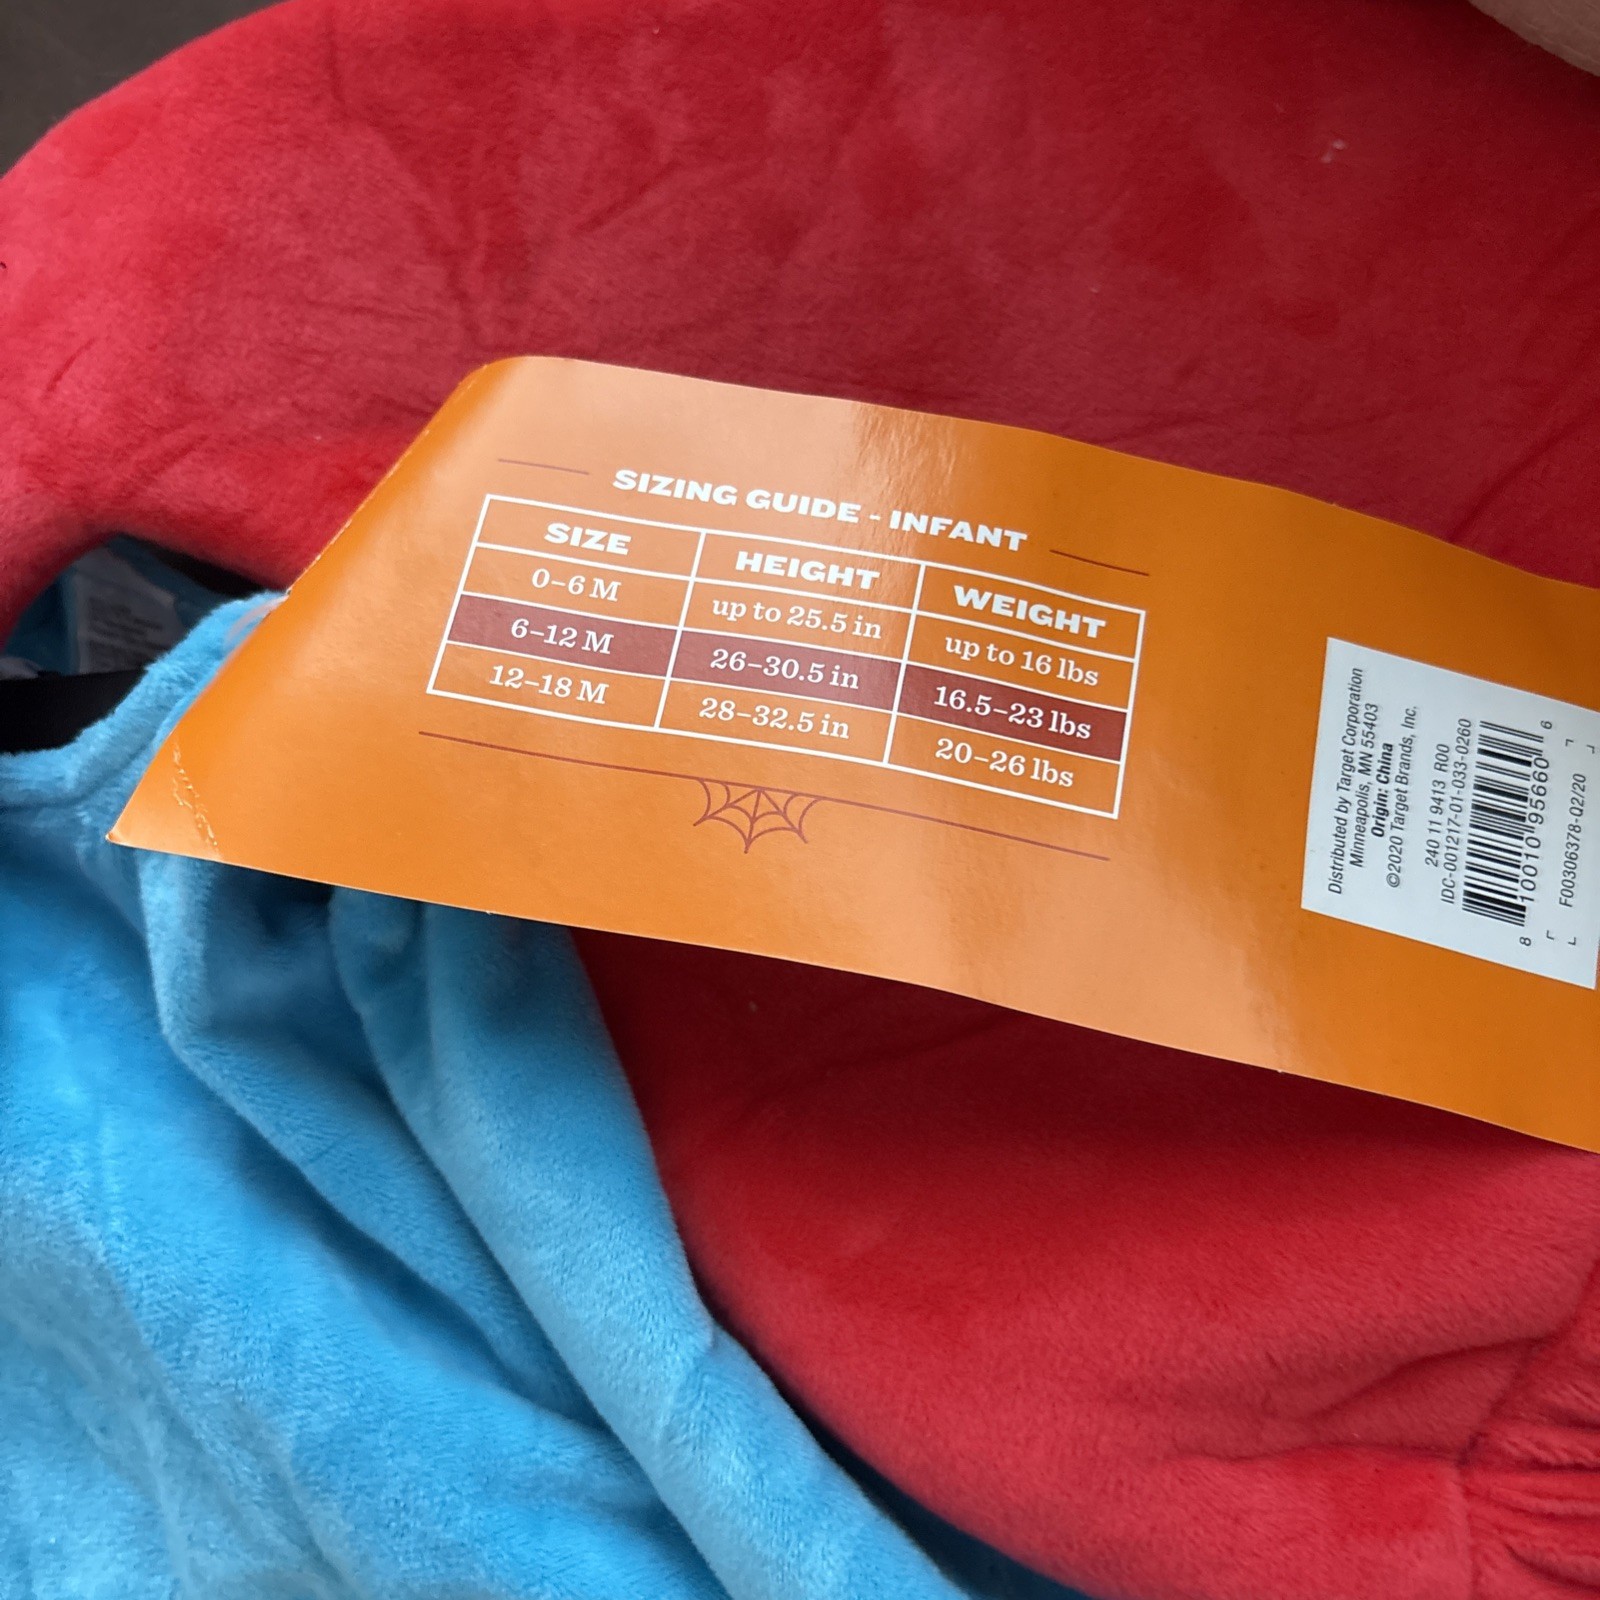 SIZING GUIDE - INFANT
SIZE HEIGHT WEIGHT
0-6 M up to 25.5 in up to 16 lbs
6-12 M 26-30.5 in 16.5-23 lbs
12-18 M 28-32.5 in 20-26 lbs
Distributed by Target Corporation
Minneapolis, MN 55403
Origin: China
©2020 Target Brands, Inc.
240 11 9413 R00
IDC-001217-01-033-0260
8 10010 95660 6
F00306378-02/20